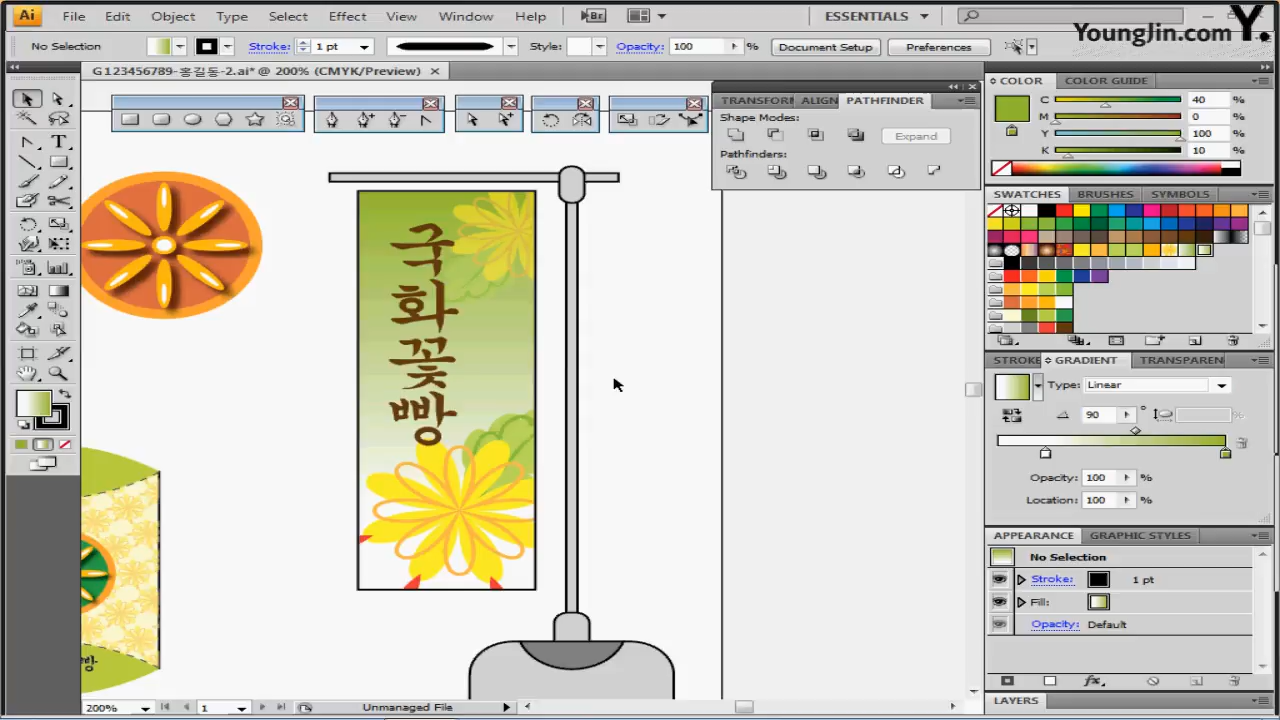 Ai File Edit Object Type Select Effect View Window Help Br ESSENTIALS
YoungJin.com Y.
No Selection Stroke: 1 pt Style: Opacity: 100 % Document Setup Preferences
G123456789-홍길동-2.ai* @ 200% (CMYK/Preview)
COLOR COLOR GUIDE
TRANSFORM ALIGN PATHFINDER
Shape Modes:
Expand
Pathfinders:
C 40 %
M 0 %
Y 100 %
K 10 %
SWATCHES BRUSHES SYMBOLS
국
화
꽃
빵
STROKE GRADIENT TRANSPAREN
Type: Linear
90 °
Opacity: 100 %
Location: 100 %
APPEARANCE GRAPHIC STYLES
No Selection
Stroke: 1 pt
Fill:
Opacity: Default
LAYERS
빵
200% 1 Unmanaged File